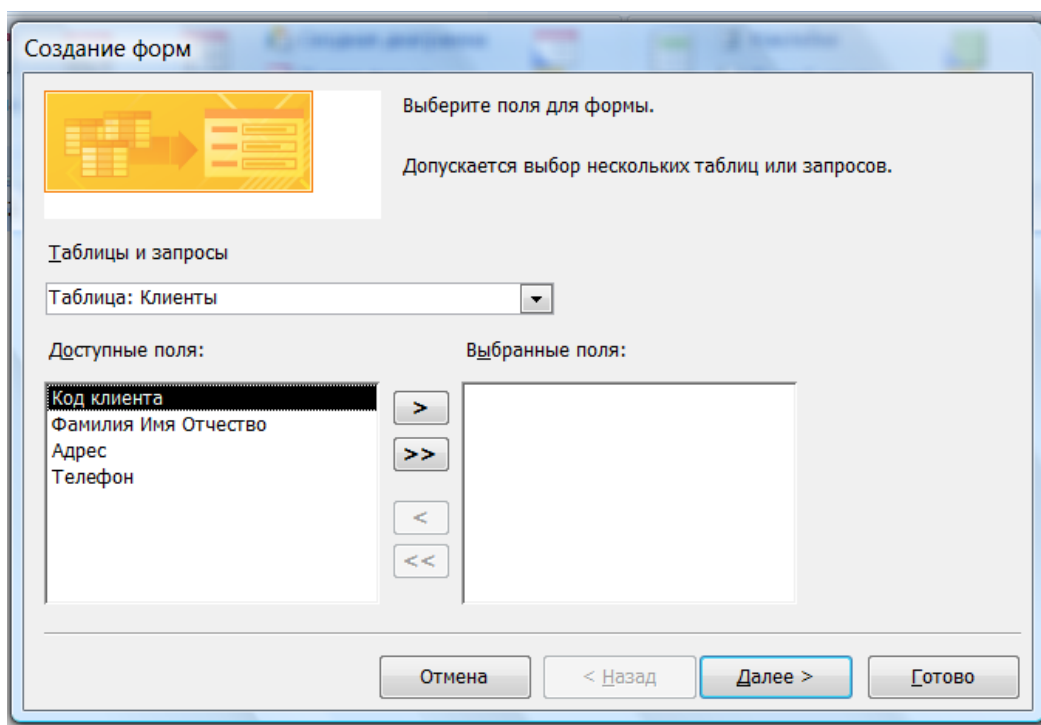 Создание форм
Выберите поля для формы.
Допускается выбор нескольких таблиц или запросов.
Таблицы и запросы
Таблица: Клиенты
Доступные поля:
Выбранные поля:
Код клиента
Фамилия Имя Отчество
Адрес
Телефон
>
>>
<
<<
Отмена
< Назад
Далее >
Готово